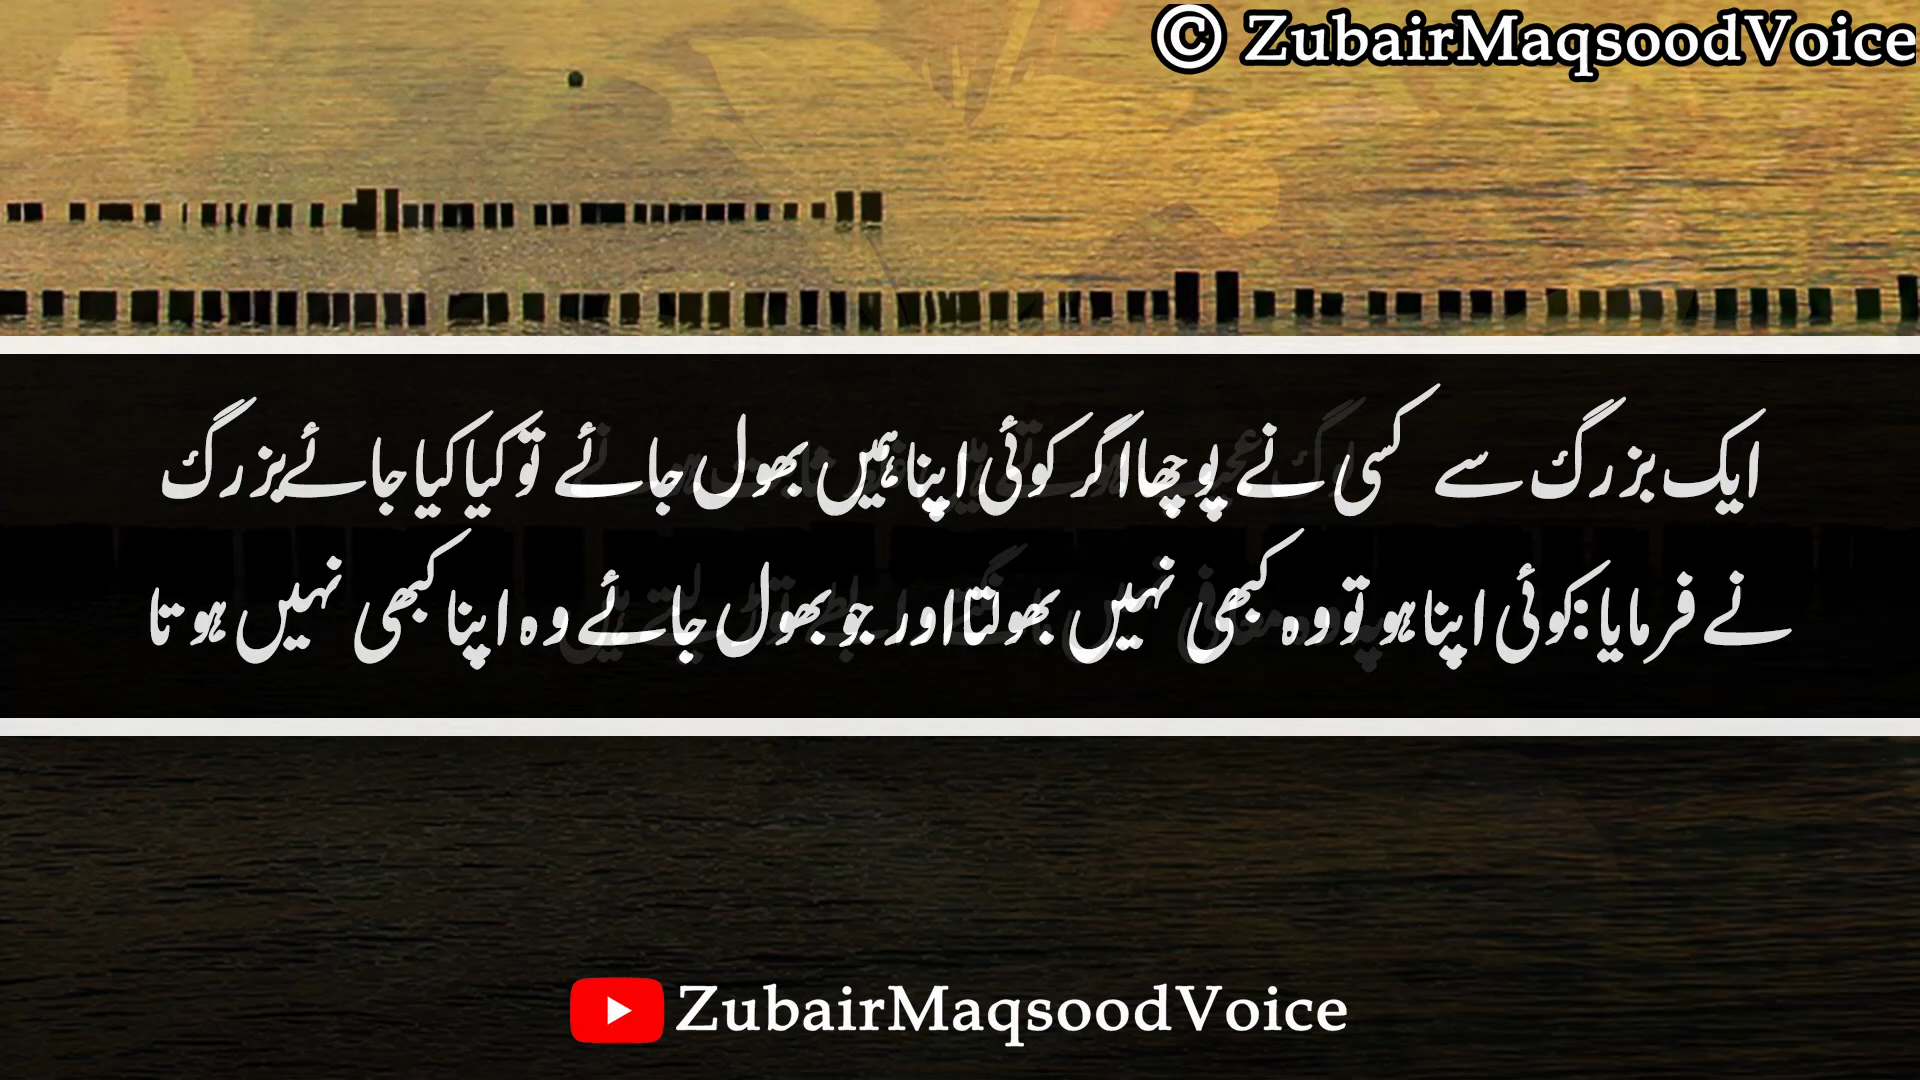 © ZubairMaqsoodVoice
ایک بزرگ سے کسی نے پوچھا اگر کوئی اپنا ہمیں بھول جائے تو کیا کیا جائے بزرگ
نے فرمایا: کوئی اپنا ہو تو وہ کبھی نہیں بھولتا اور جو بھول جائے وہ اپنا کبھی نہیں ہوتا
ZubairMaqsoodVoice